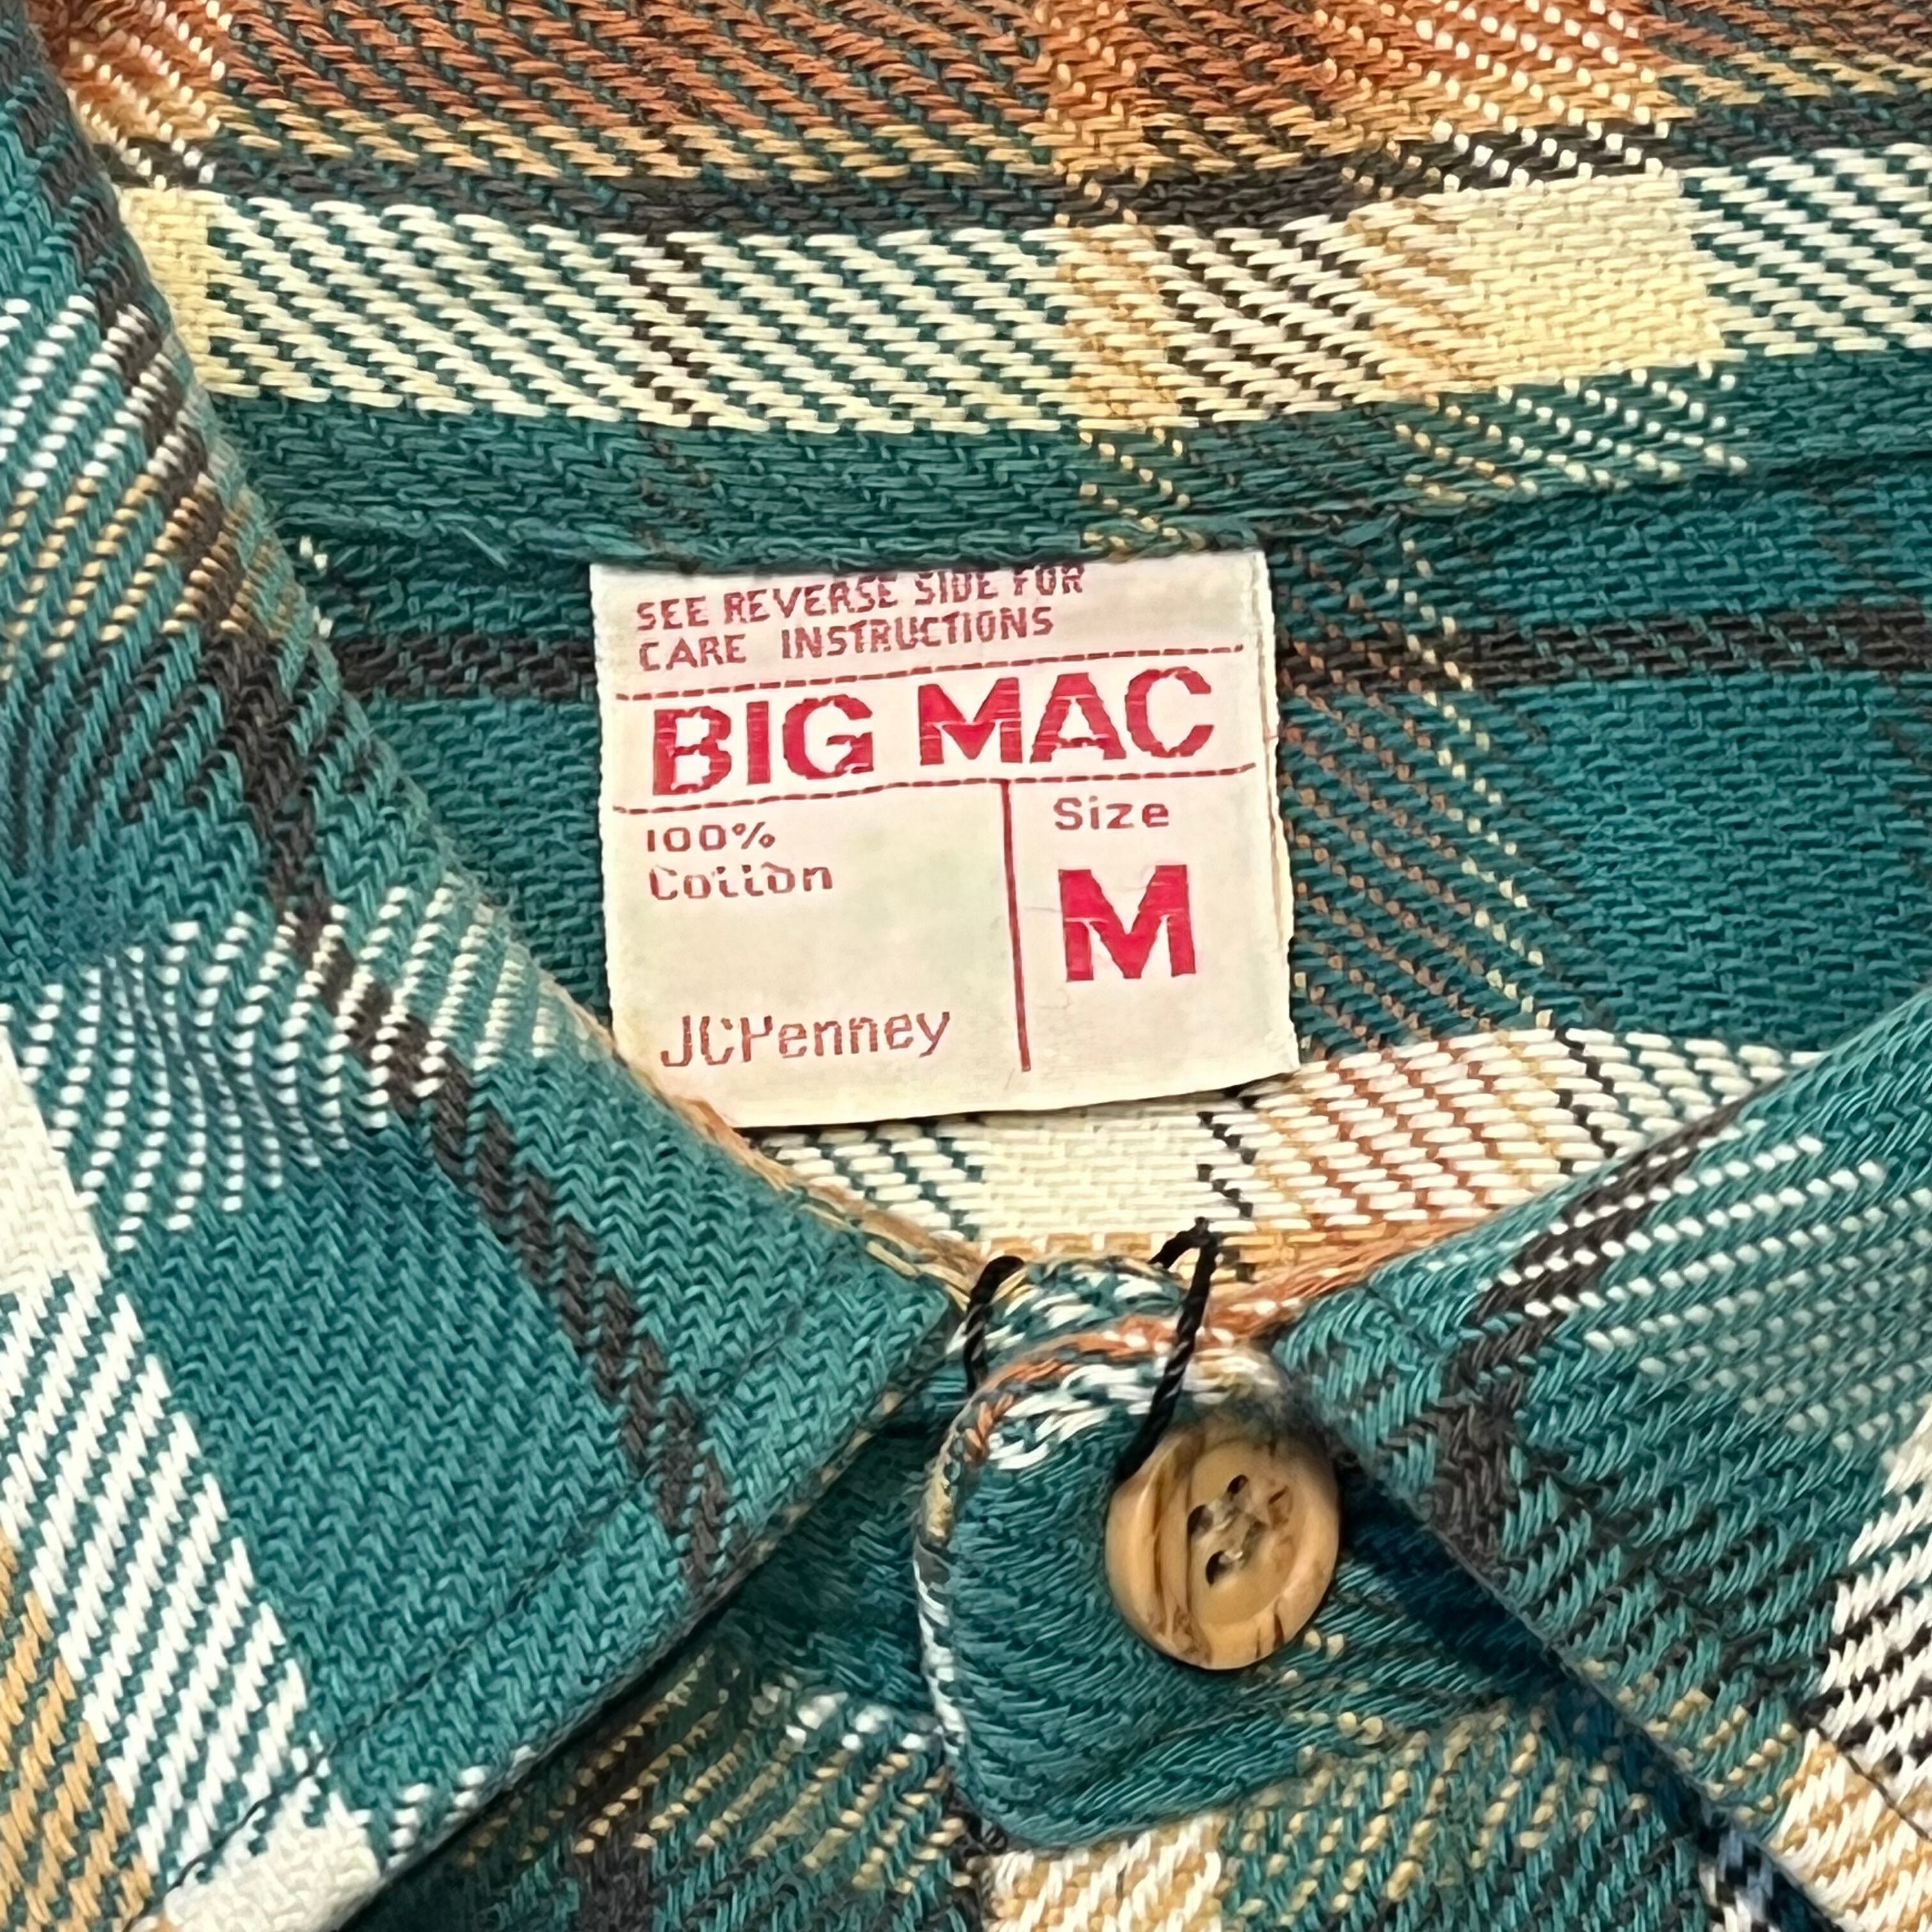 SEE REVERSE SIDE FOR
CARE INSTRUCTIONS
BIG MAC
100%
Cotton
Size
M
JCPenney